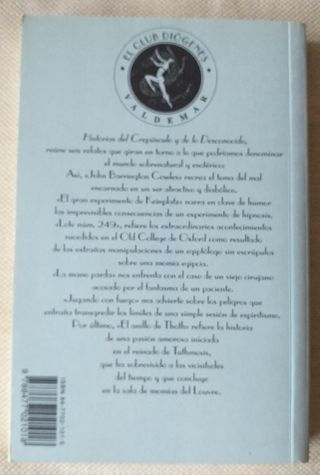 EL CLUB DIÓGENES
VALDEMAR
Historias del Crepúsculo y de lo Desconocido,
reúne seis relatos que giran en torno a lo que podríamos denominar
el mundo sobrenatural y esotérico:
Así, «John Barrington Cowles» recrea el tema del mal
encarnado en un ser atractivo y diabólico.
«El gran experimento de Keinplatz» narra en clave de humor
las imprevisibles consecuencias de un experimento de hipnosis.
«Lote núm. 249», refiere los extraordinarios acontecimientos
sucedidos en el Old College de Oxford como resultado
de las extrañas manipulaciones de un egiptólogo sin escrúpulos
sobre una momia egipcia.
«La mano parda» nos enfrenta con el caso de un viejo cirujano
acosado por el fantasma de un paciente.
«Jugando con fuego» nos advierte sobre los peligros que
entraña transgredir los límites de una simple sesión de espiritismo.
Por último, «El anillo de Thoth» refiere la historia
de una pasión amorosa iniciada
en el reinado de Tuthmosis,
que ha sobrevivido a las vicisitudes
del tiempo y que concluye
en la sala de momias del Louvre.